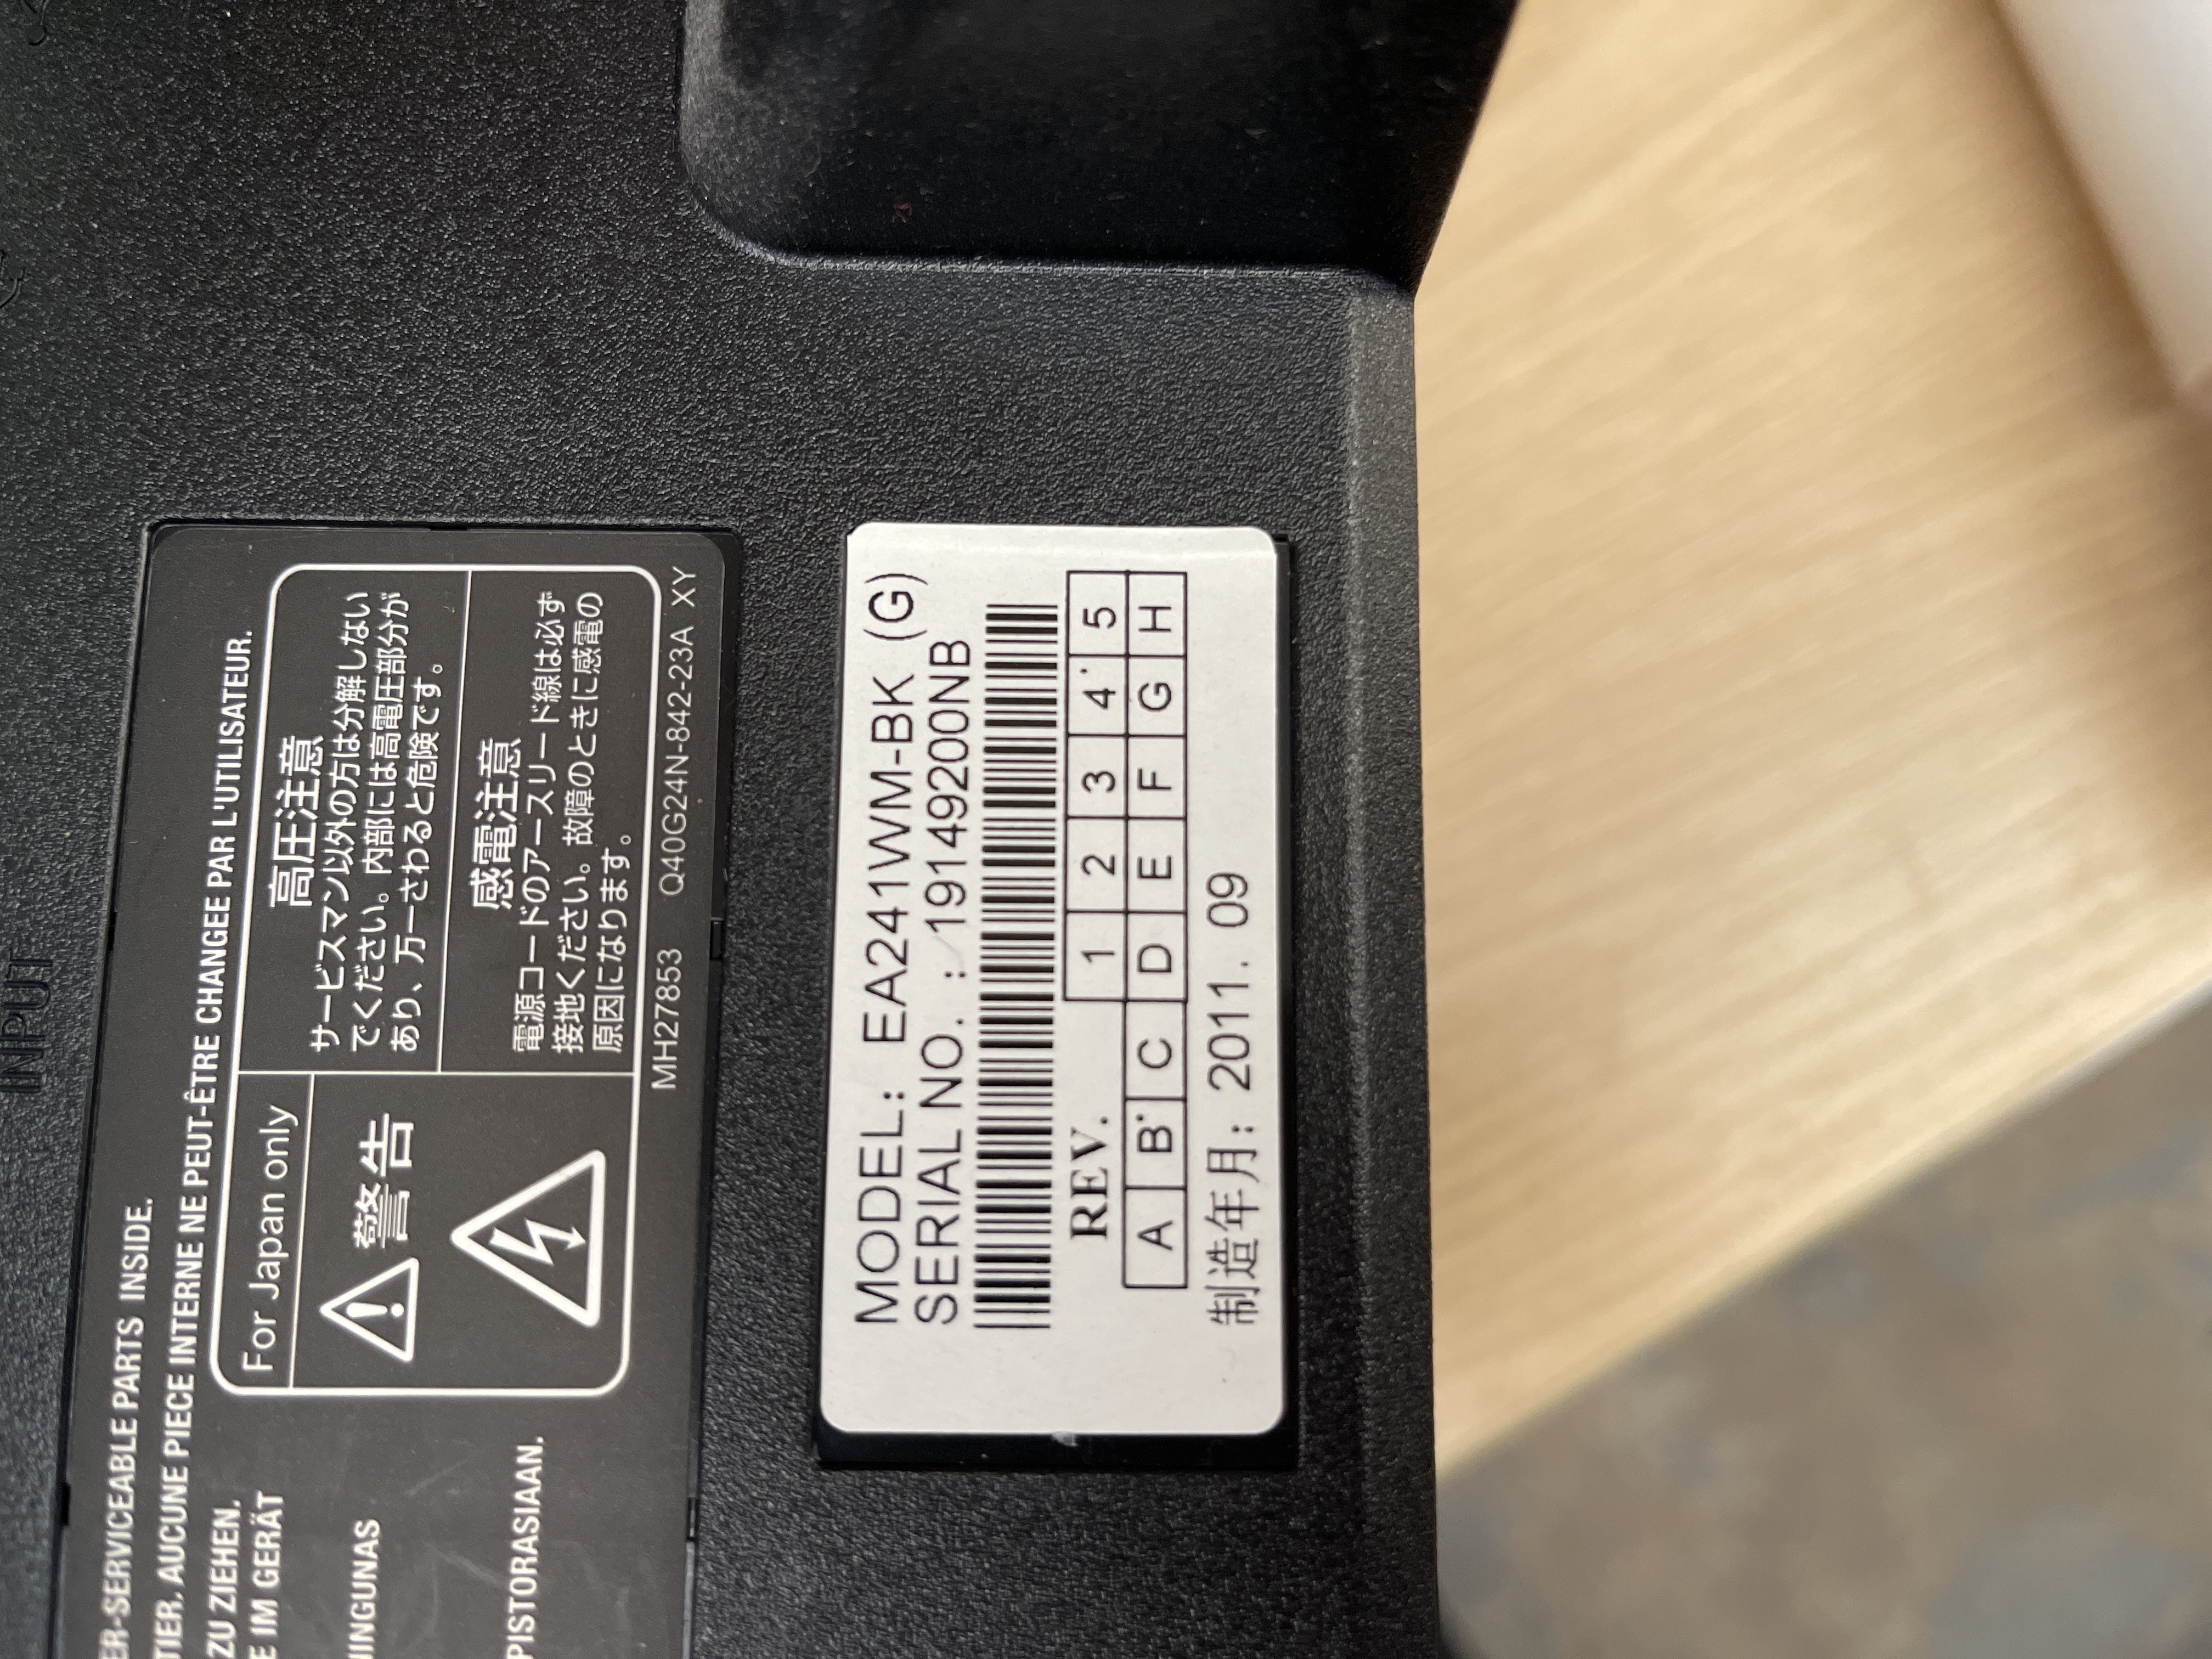 INPUT
ER-SERVICEABLE PARTS INSIDE.
TIER. AUCUNE PIECE INTERNE NE PEUT-ÊTRE CHANGEE PAR L'UTILISATEUR.
ZU ZIEHEN.
E IM GERÄT
NINGUNAS
PISTORASIAAN.
For Japan only
警告
高圧注意
サービスマン以外の方は分解しない
でください。内部には高電圧部分が
あり、万一さわると危険です。
感電注意
電源コードのアースリード線は必ず
接地ください。故障のときに感電の
原因になります。
MH27853 Q40G24N-842-23A XY
MODEL: EA241WM-BK (G)
SERIAL NO. : 19149200NB
REV. 1 2 3 4 5
A B C D E F G H
制造年月: 2011. 09